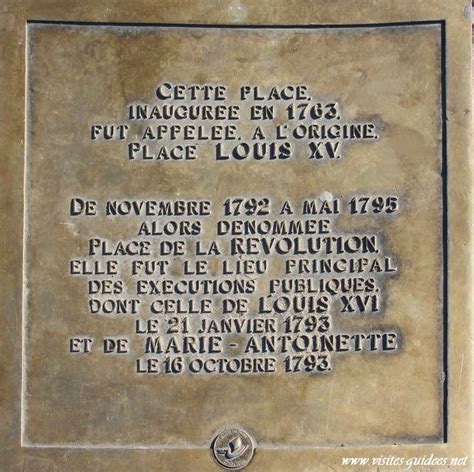 CETTE PLACE,
INAUGUREE EN 1763,
FUT APPELEE, A L'ORIGINE,
PLACE LOUIS XV.
DE NOVEMBRE 1792 A MAI 1795
ALORS DENOMMEE
PLACE DE LA REVOLUTION,
ELLE FUT LE LIEU PRINCIPAL
DES EXECUTIONS PUBLIQUES,
DONT CELLE DE LOUIS XVI
LE 21 JANVIER 1793
ET DE MARIE-ANTOINETTE
LE 16 OCTOBRE 1793.
www.visites-guidees.net